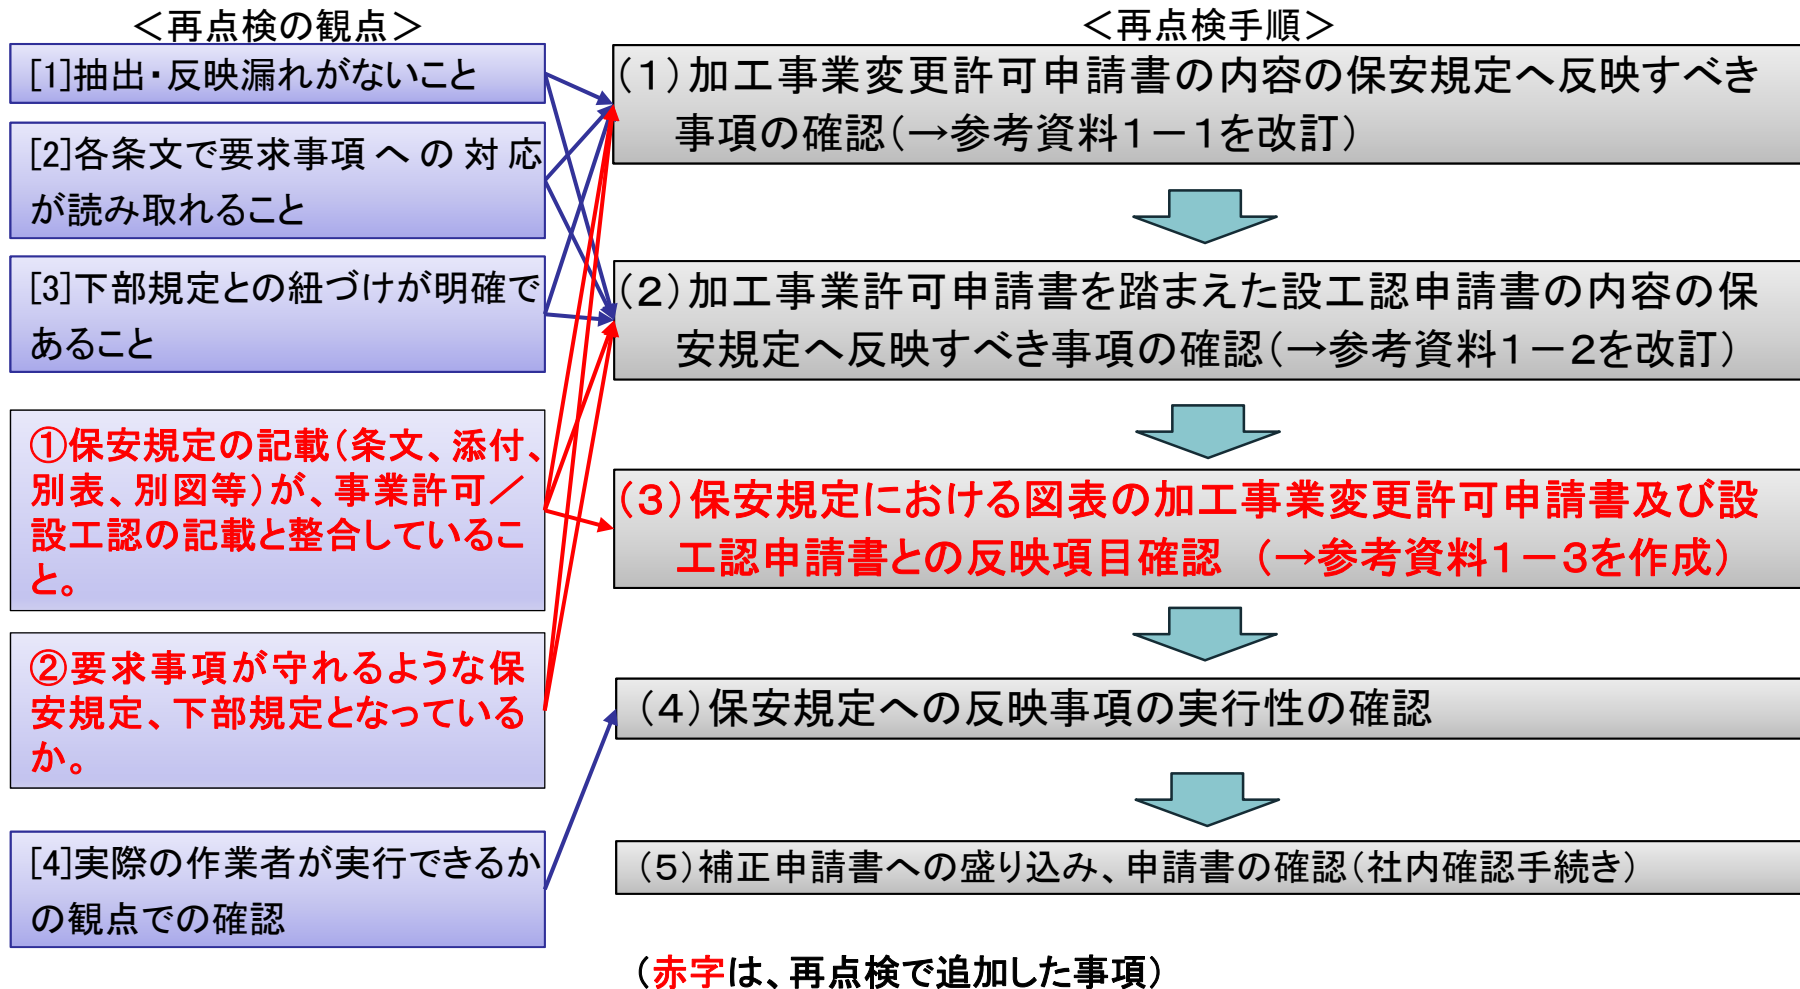 ＜再点検の観点＞
[1]抽出・反映漏れがないこと
[2]各条文で要求事項への対応
が読み取れること
[3]下部規定との紐づけが明確で
あること
①保安規定の記載（条文、添付、
別表、別図等）が、事業許可／
設工認の記載と整合しているこ
と。
②要求事項が守れるような保
安規定、下部規定となっている
か。
[4]実際の作業者が実行できるか
の観点での確認
＜再点検手順＞
（１）加工事業変更許可申請書の内容の保安規定へ反映すべき
事項の確認（→参考資料１－１を改訂）
（２）加工事業許可申請書を踏まえた設工認申請書の内容の保
安規定へ反映すべき事項の確認（→参考資料１－２を改訂）
（３）保安規定における図表の加工事業変更許可申請書及び設
工認申請書との反映項目確認　（→参考資料１－３を作成）
（４）保安規定への反映事項の実行性の確認
（５）補正申請書への盛り込み、申請書の確認（社内確認手続き）
（赤字は、再点検で追加した事項）